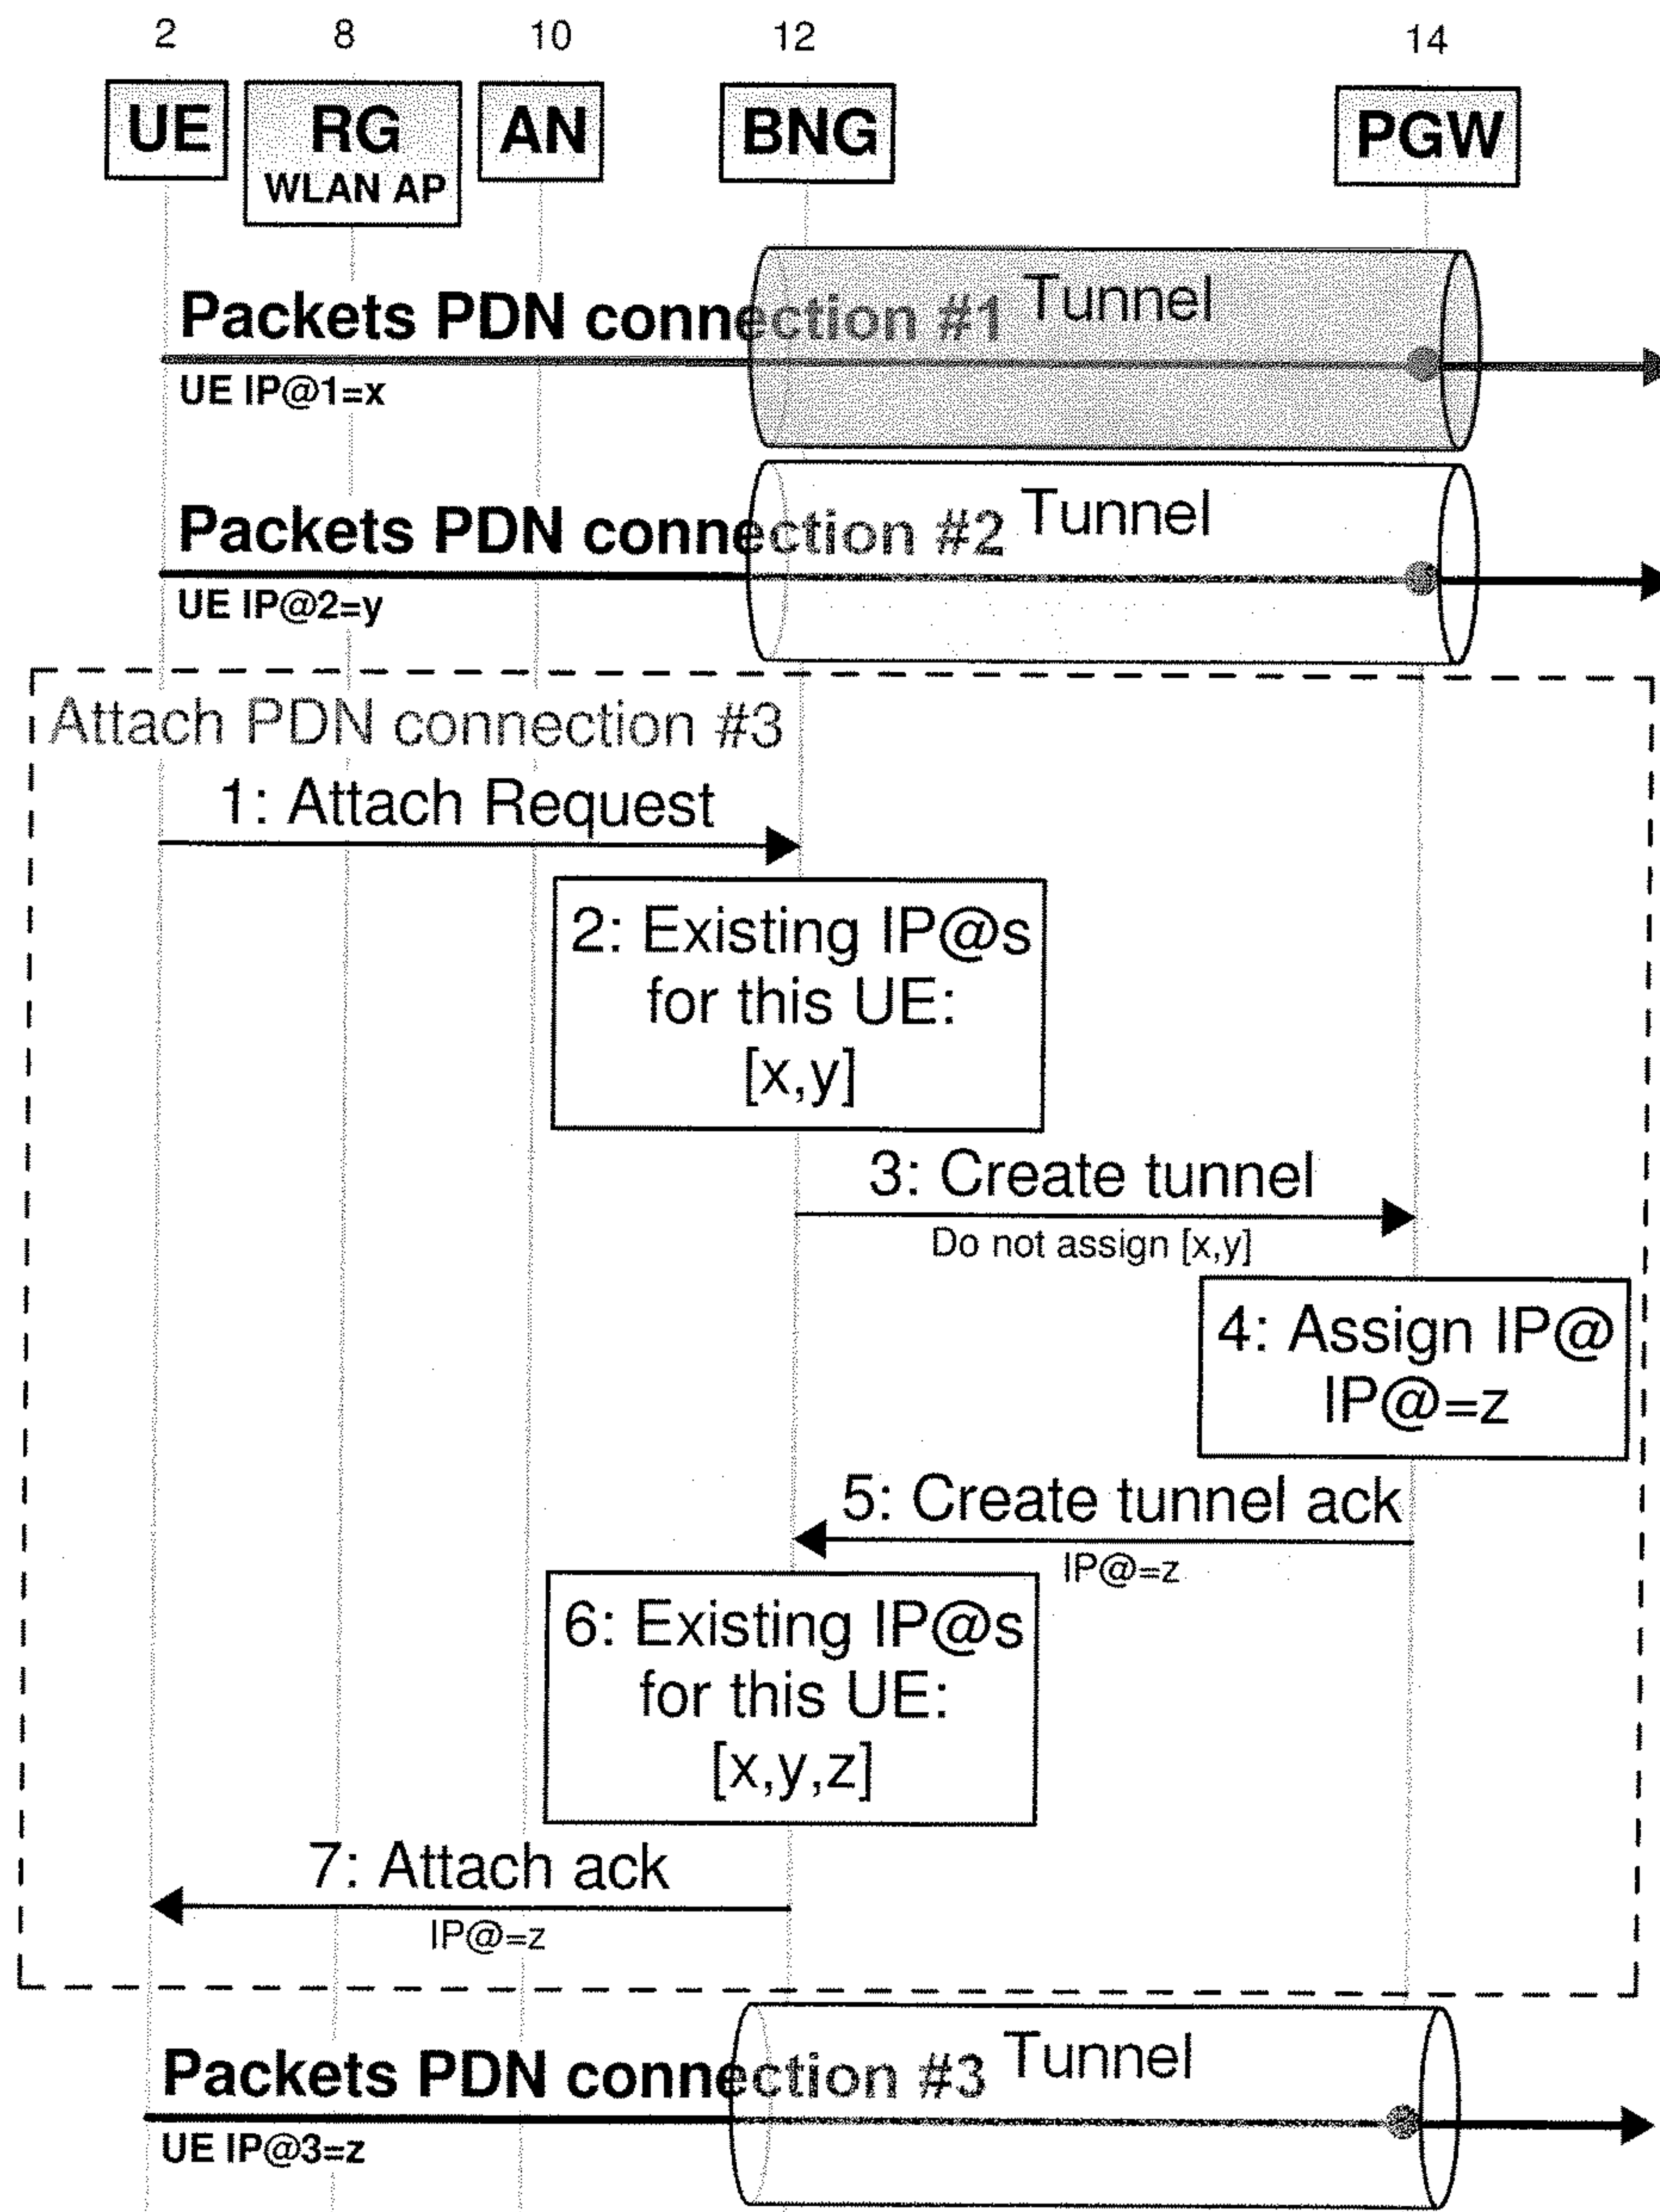 2 8 10 12 14
UE RG AN BNG PGW
WLAN AP
Tunnel
Packets PDN connection #1
UE IP@1=x
Tunnel
Packets PDN connection #2
UE IP@2=y
Attach PDN connection #3
1: Attach Request
2: Existing IP@s
for this UE:
[x,y]
3: Create tunnel
Do not assign [x,y]
4: Assign IP@
IP@=z
5: Create tunnel ack
IP@=z
6: Existing IP@s
for this UE:
[x,y,z]
7: Attach ack
IP@=z
Tunnel
Packets PDN connection #3
UE IP@3=z